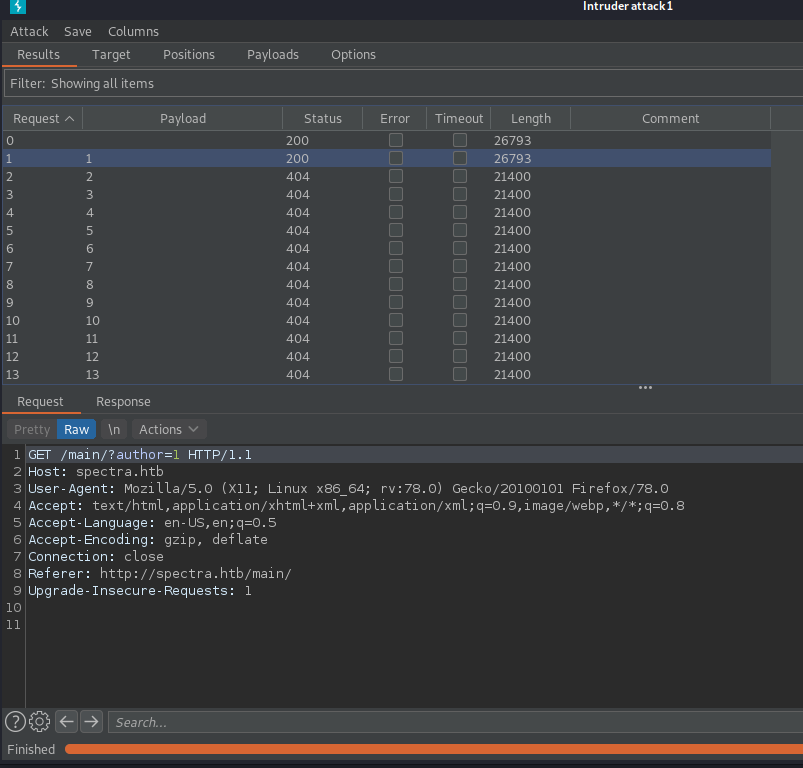 Intruder attack1
Attack Save Columns
Results Target Positions Payloads Options
Filter: Showing all items
Request Payload Status Error Timeout Length Comment
0 200 26793
1 1 200 26793
2 2 404 21400
3 3 404 21400
4 4 404 21400
5 5 404 21400
6 6 404 21400
7 7 404 21400
8 8 404 21400
9 9 404 21400
10 10 404 21400
11 11 404 21400
12 12 404 21400
13 13 404 21400
Request Response
Pretty Raw \n Actions
1 GET /main/?author=1 HTTP/1.1
2 Host: spectra.htb
3 User-Agent: Mozilla/5.0 (X11; Linux x86_64; rv:78.0) Gecko/20100101 Firefox/78.0
4 Accept: text/html,application/xhtml+xml,application/xml;q=0.9,image/webp,*/*;q=0.8
5 Accept-Language: en-US,en;q=0.5
6 Accept-Encoding: gzip, deflate
7 Connection: close
8 Referer: http://spectra.htb/main/
9 Upgrade-Insecure-Requests: 1
10
11
? Search...
Finished